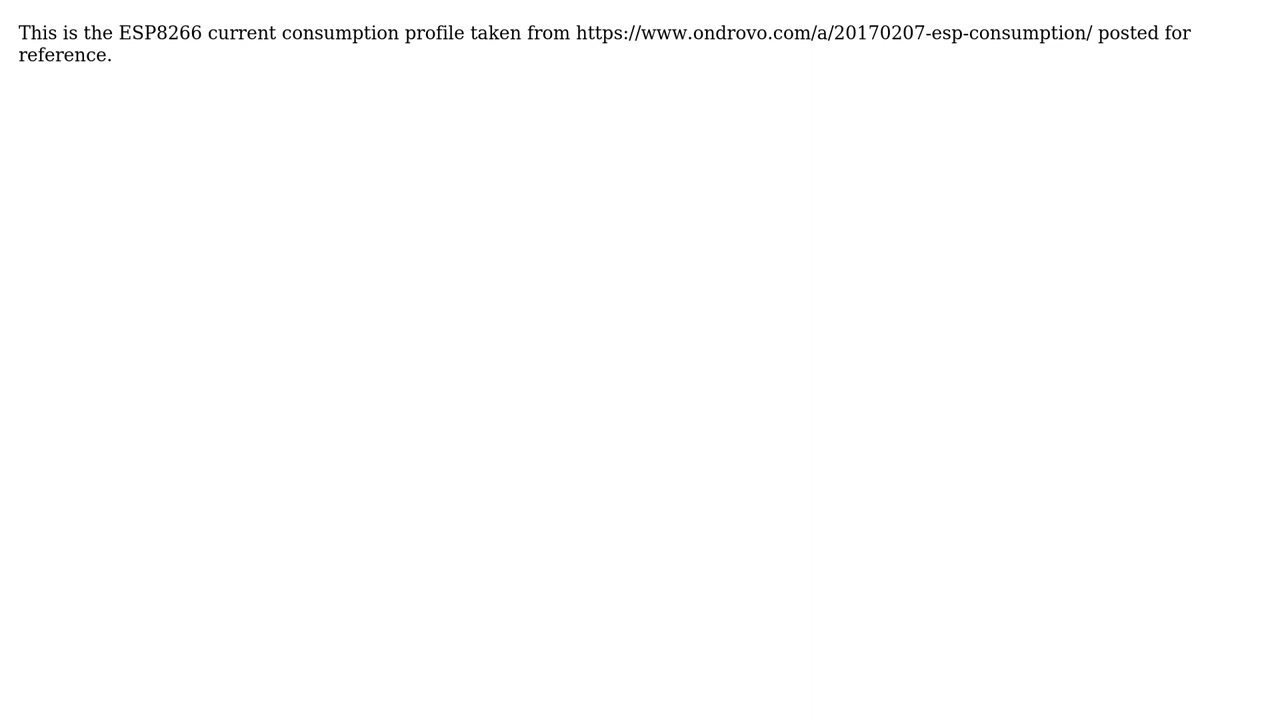 This is the ESP8266 current consumption profile taken from https://www.ondrovo.com/a/20170207-esp-consumption/ posted for
reference.